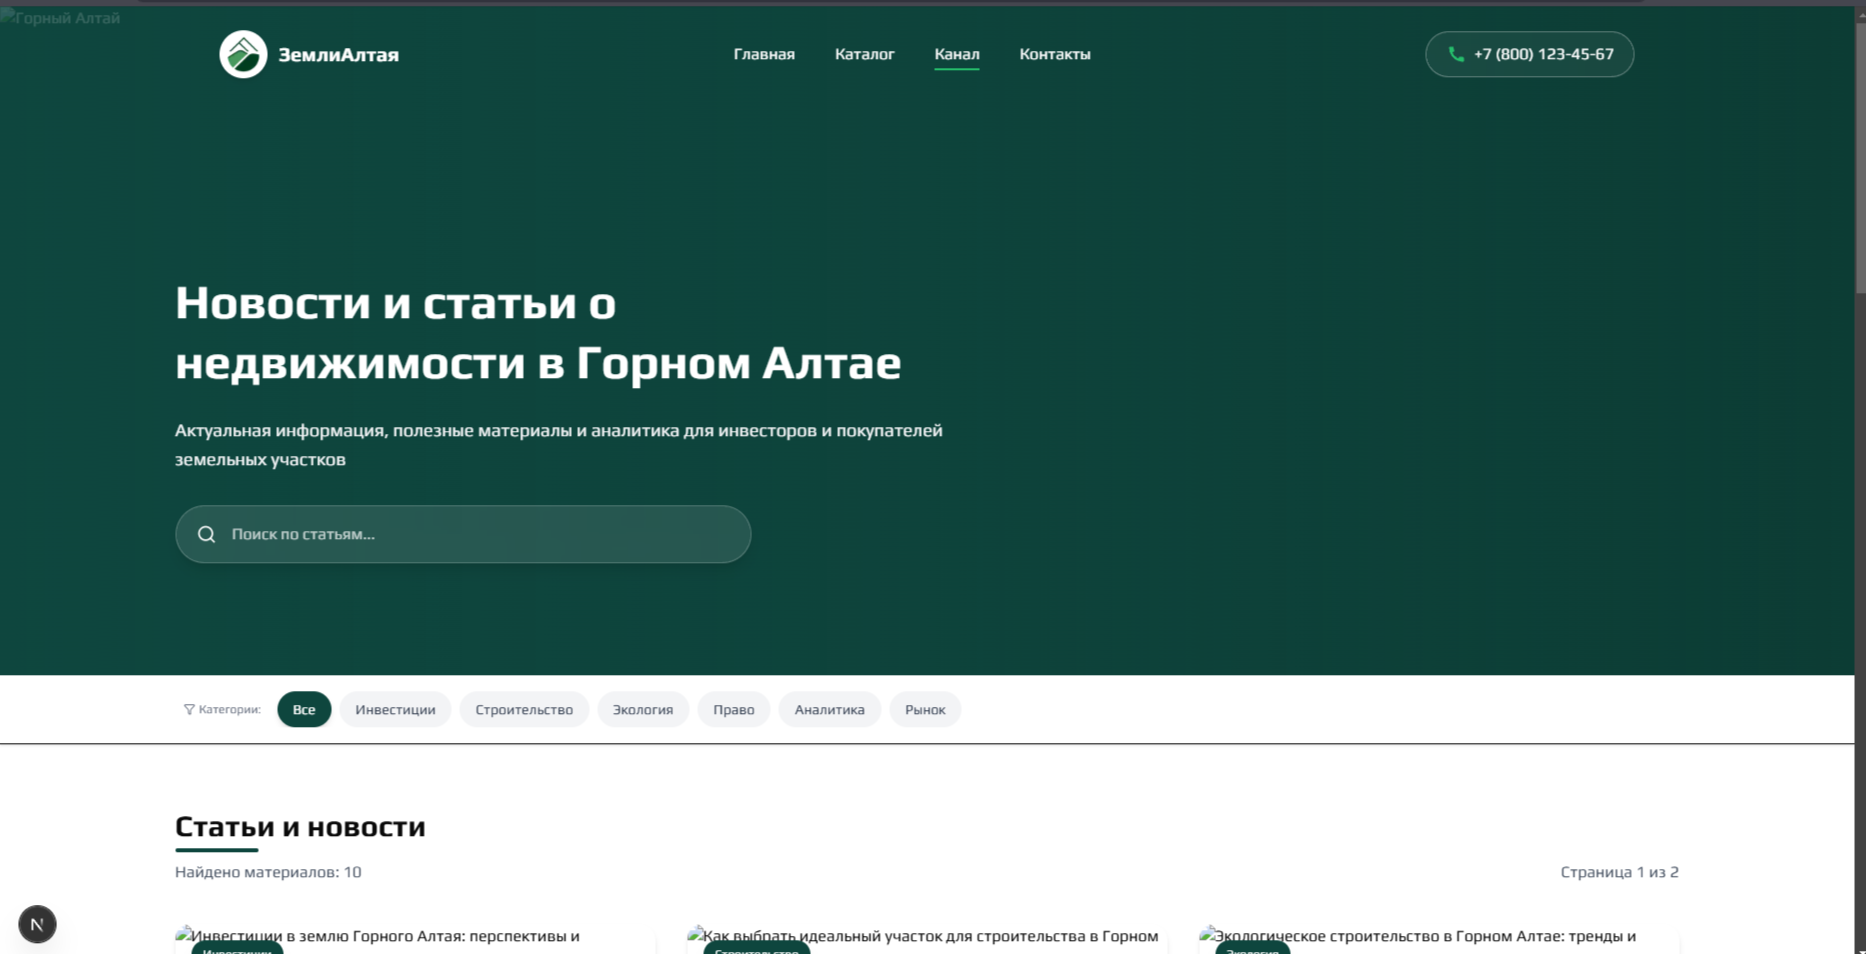 Горный Алтай
ЗемлиАлтая
Главная
Каталог
Канал
Контакты
+7 (800) 123-45-67
Новости и статьи о
недвижимости в Горном Алтае
Актуальная информация, полезные материалы и аналитика для инвесторов и покупателей
земельных участков
Поиск по статьям...
Категории:
Все
Инвестиции
Строительство
Экология
Право
Аналитика
Рынок
Статьи и новости
Найдено материалов: 10
Страница 1 из 2
Инвестиции в землю Горного Алтая: перспективы и
Как выбрать идеальный участок для строительства в Горном
Экологическое строительство в Горном Алтае: тренды и
Инвестиции
Строительство
Экология
N